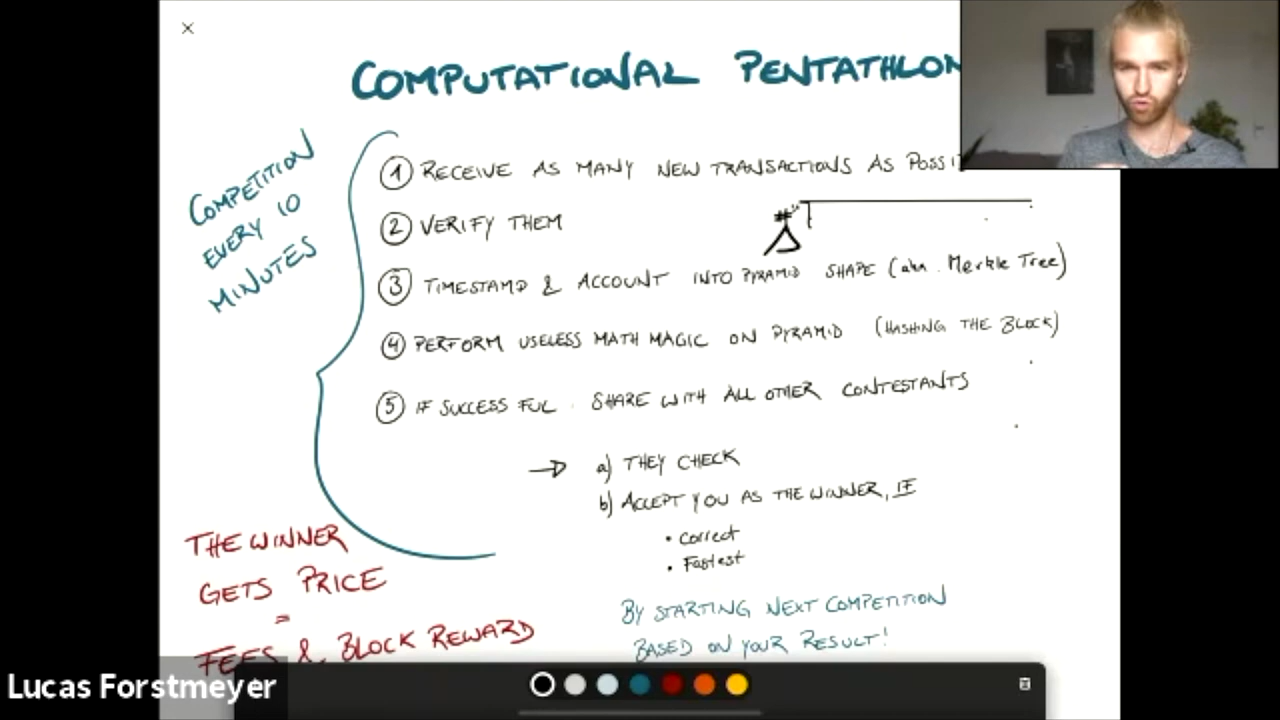 COMPUTATIONAL PENTATHLON
COMPETITION
EVERY 10
MINUTES
1 RECEIVE AS MANY NEW TRANSACTIONS AS
2 VERIFY THEM
3 TIMESTAMP & ACCOUNT INTO PYRAMID SHAPE (aka. Merkle Tree)
4 PERFORM USELESS MATH MAGIC ON PYRAMID (HASHING THE BLOCK)
5 IF SUCCESSFUL. SHARE WITH ALL OTHER CONTESTANTS
→ a) THEY CHECK
b) ACCEPT YOU AS THE WINNER, IF
• Correct
• Fastest
BY STARTING NEXT COMPETITION
BASED ON YOUR RESULT!
THE WINNER
GETS PRICE
=
FEES & BLOCK REWARD
Lucas Forstmeyer